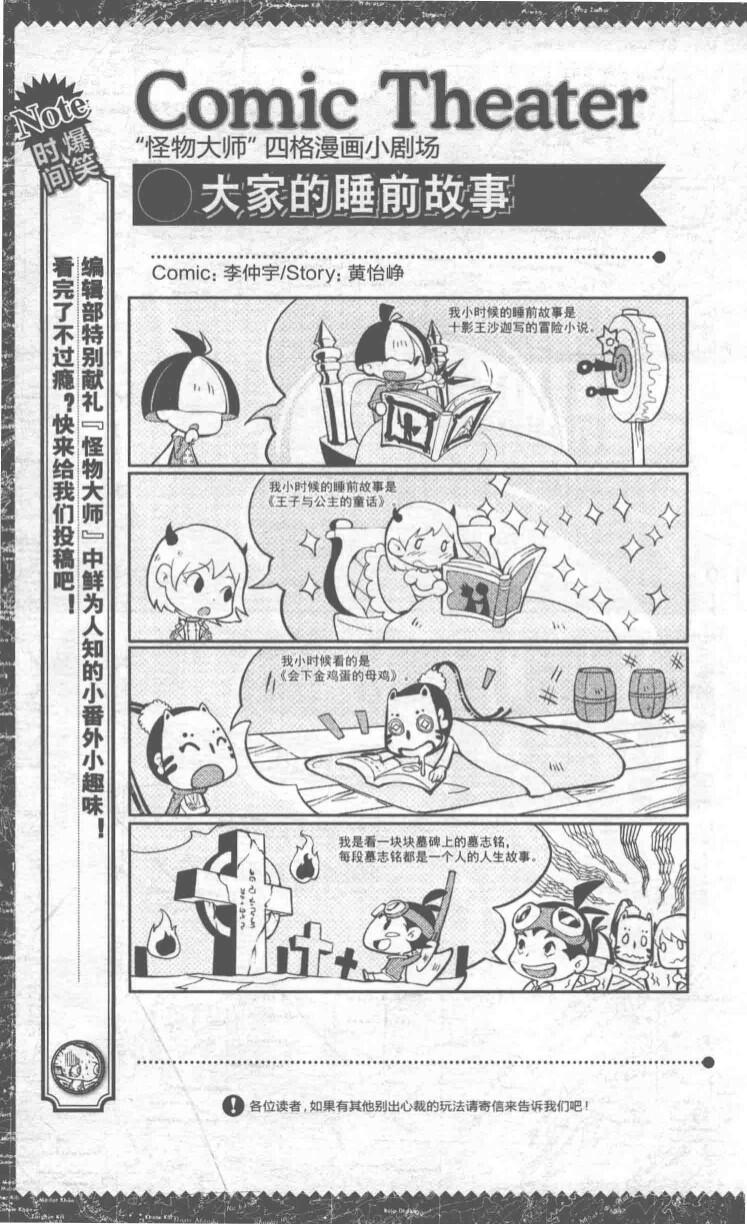 Comic Theater
“怪物大师”四格漫画小剧场
大家的睡前故事
Note
爆笑
时间
编辑部特别献礼『怪物大师』中鲜为人知的小番外小趣味！
看完了不过瘾？快来给我们投稿吧！
Comic：李仲宇/Story：黄怡峥
我小时候的睡前故事是
十影王沙迦写的冒险小说。
我小时候的睡前故事是
《王子与公主的童话》
我小时候看的是
《会下金鸡蛋的母鸡》。
我是看一块块墓碑上的墓志铭，
每段墓志铭都是一个人的人生故事。
! 各位读者，如果有其他别出心裁的玩法请寄信来告诉我们吧！